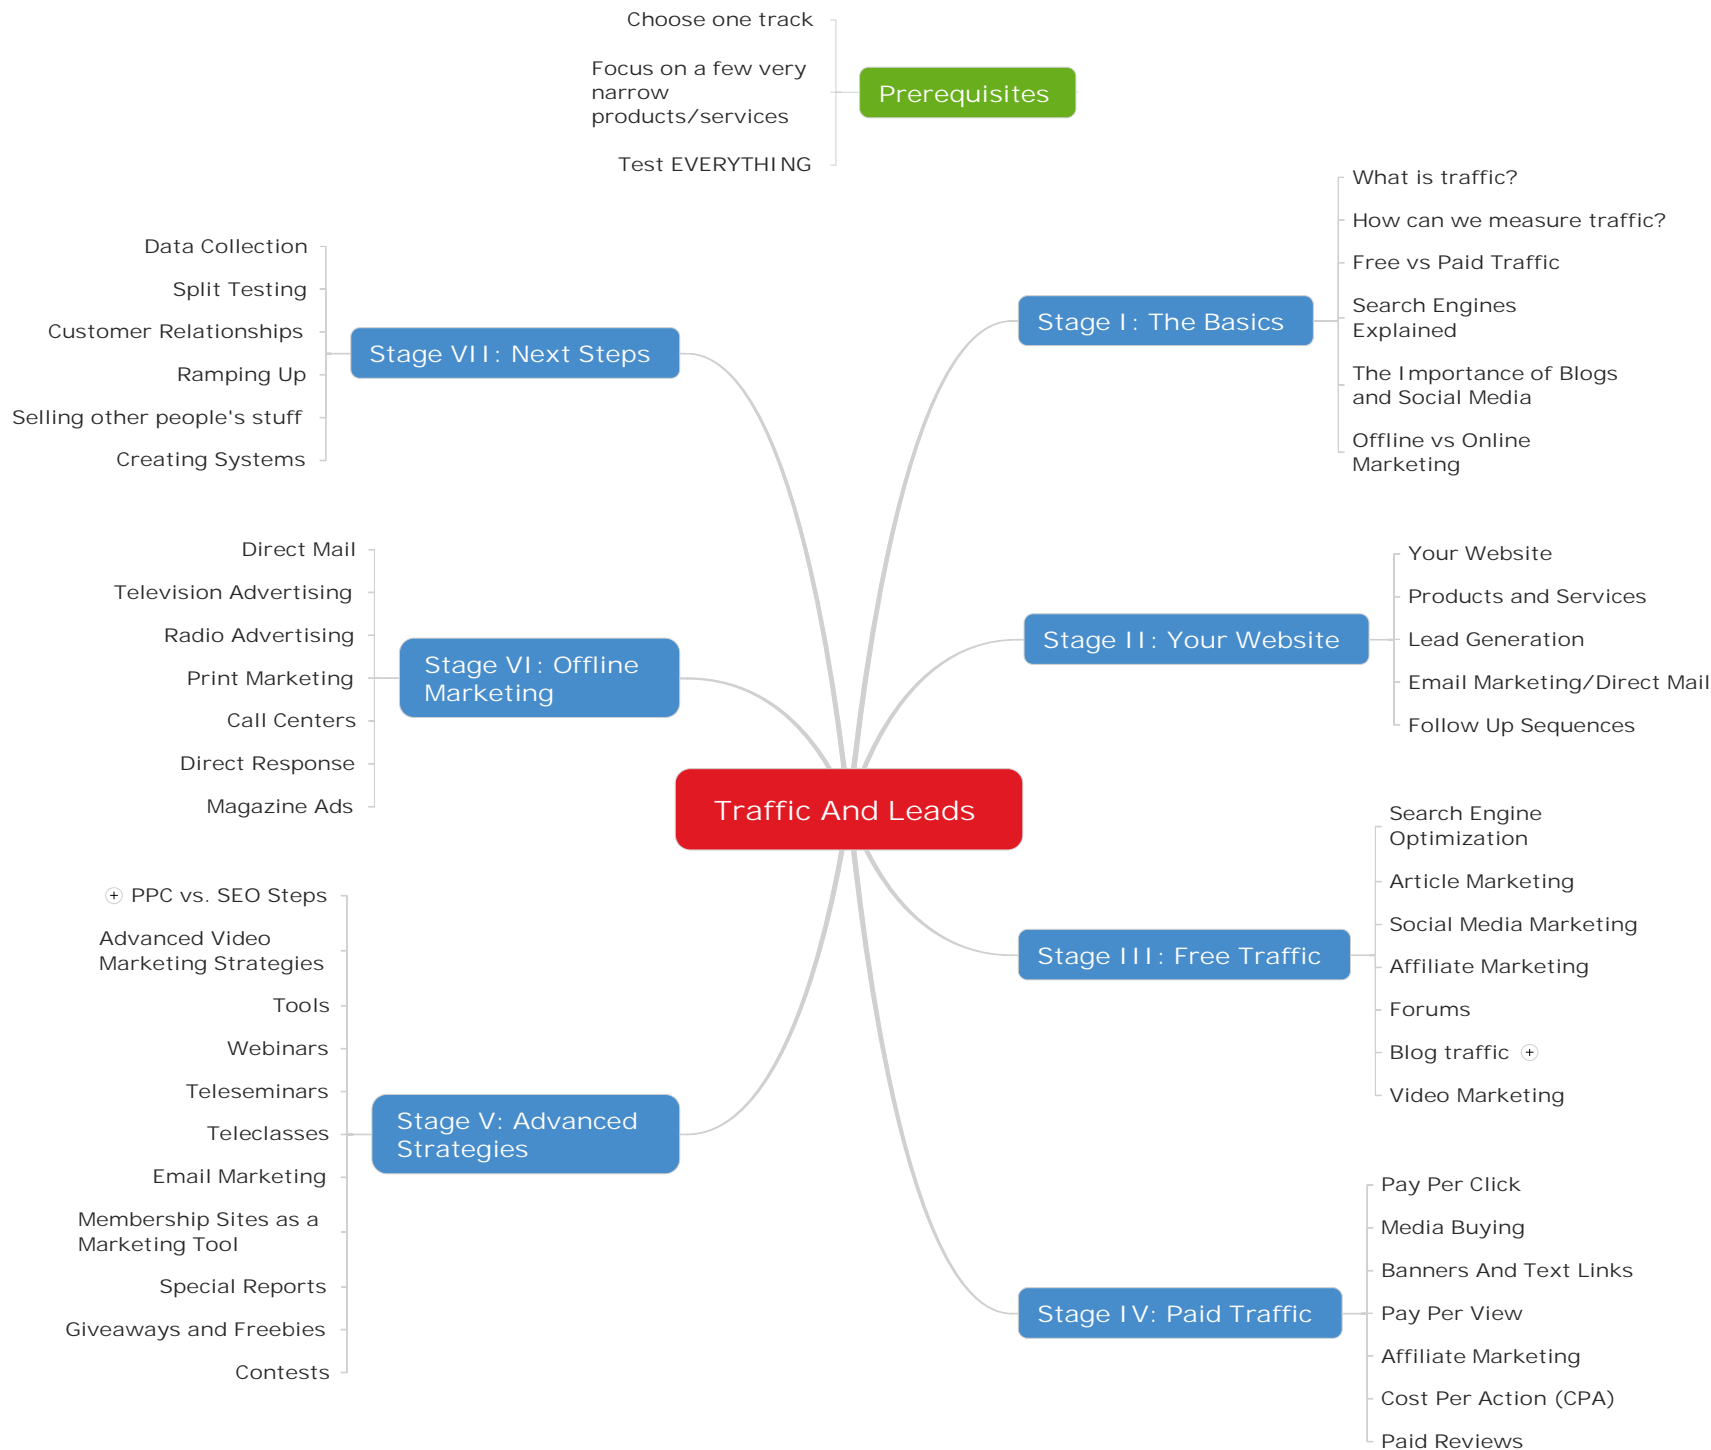 Choose one track
Focus on a few very
narrow
products/services
Test EVERYTHING
Prerequisites
What is traffic?
How can we measure traffic?
Free vs Paid Traffic
Search Engines
Explained
The Importance of Blogs
and Social Media
Offline vs Online
Marketing
Stage I: The Basics
Your Website
Products and Services
Lead Generation
Email Marketing/Direct Mail
Follow Up Sequences
Stage II: Your Website
Search Engine
Optimization
Article Marketing
Social Media Marketing
Affiliate Marketing
Forums
Blog traffic
Video Marketing
Stage III: Free Traffic
Pay Per Click
Media Buying
Banners And Text Links
Pay Per View
Affiliate Marketing
Cost Per Action (CPA)
Paid Reviews
Stage IV: Paid Traffic
Traffic And Leads
Data Collection
Split Testing
Customer Relationships
Ramping Up
Selling other people's stuff
Creating Systems
Stage VII: Next Steps
Direct Mail
Television Advertising
Radio Advertising
Print Marketing
Call Centers
Direct Response
Magazine Ads
Stage VI: Offline
Marketing
PPC vs. SEO Steps
Advanced Video
Marketing Strategies
Tools
Webinars
Teleseminars
Teleclasses
Email Marketing
Membership Sites as a
Marketing Tool
Special Reports
Giveaways and Freebies
Contests
Stage V: Advanced
Strategies